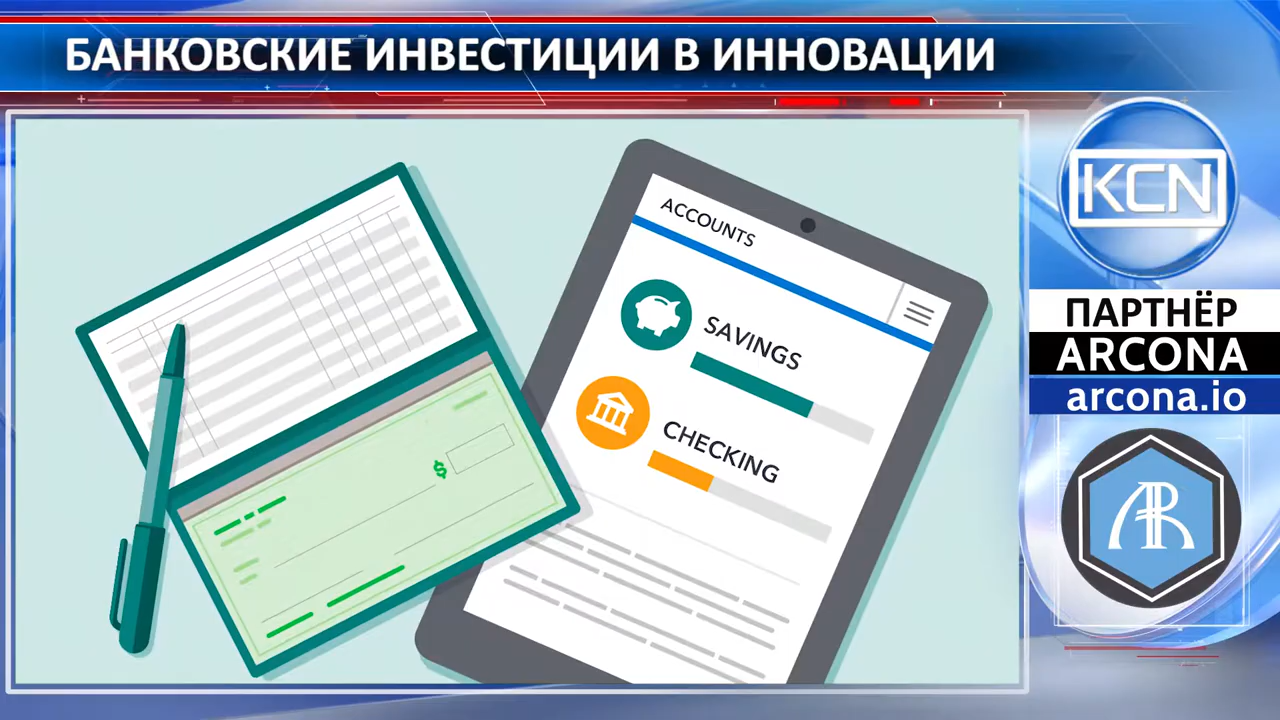 БАНКОВСКИЕ ИНВЕСТИЦИИ В ИННОВАЦИИ
KCN
ПАРТНЁР
ARCONA
arcona.io
ACCOUNTS
SAVINGS
CHECKING
$